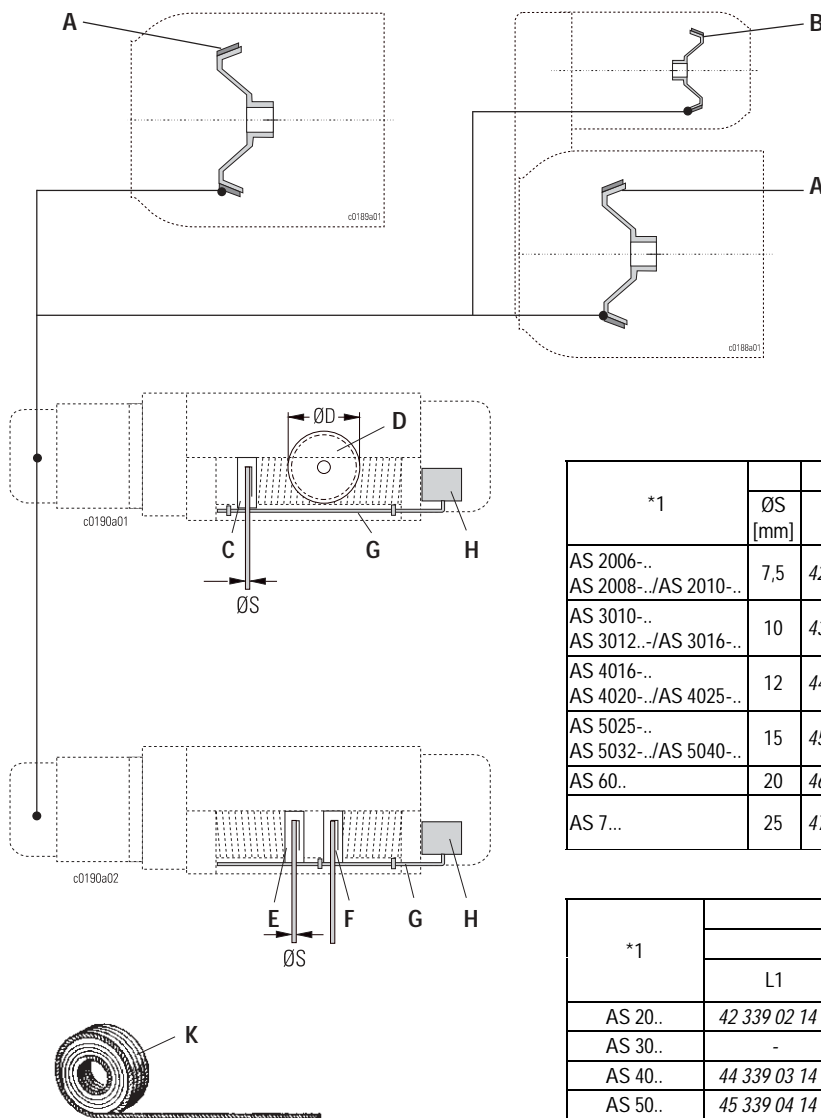 A
B
c0189a01
A
c0188a01
ØD
D
c0190a01
C
G
H
ØS
c0190a02
E
F
G
H
ØS
K
*1
ØS
[mm]
AS 2006-..
AS 2008-../AS 2010-..
7,5
AS 3010-..
AS 3012..-/AS 3016-..
10
AS 4016-..
AS 4020-../AS 4025-..
12
AS 5025-..
AS 5032-../AS 5040-..
15
AS 60..
20
AS 7...
25
*1
L1
AS 20..
42 339 02 14
AS 30..
-
AS 40..
44 339 03 14
AS 50..
45 339 04 14